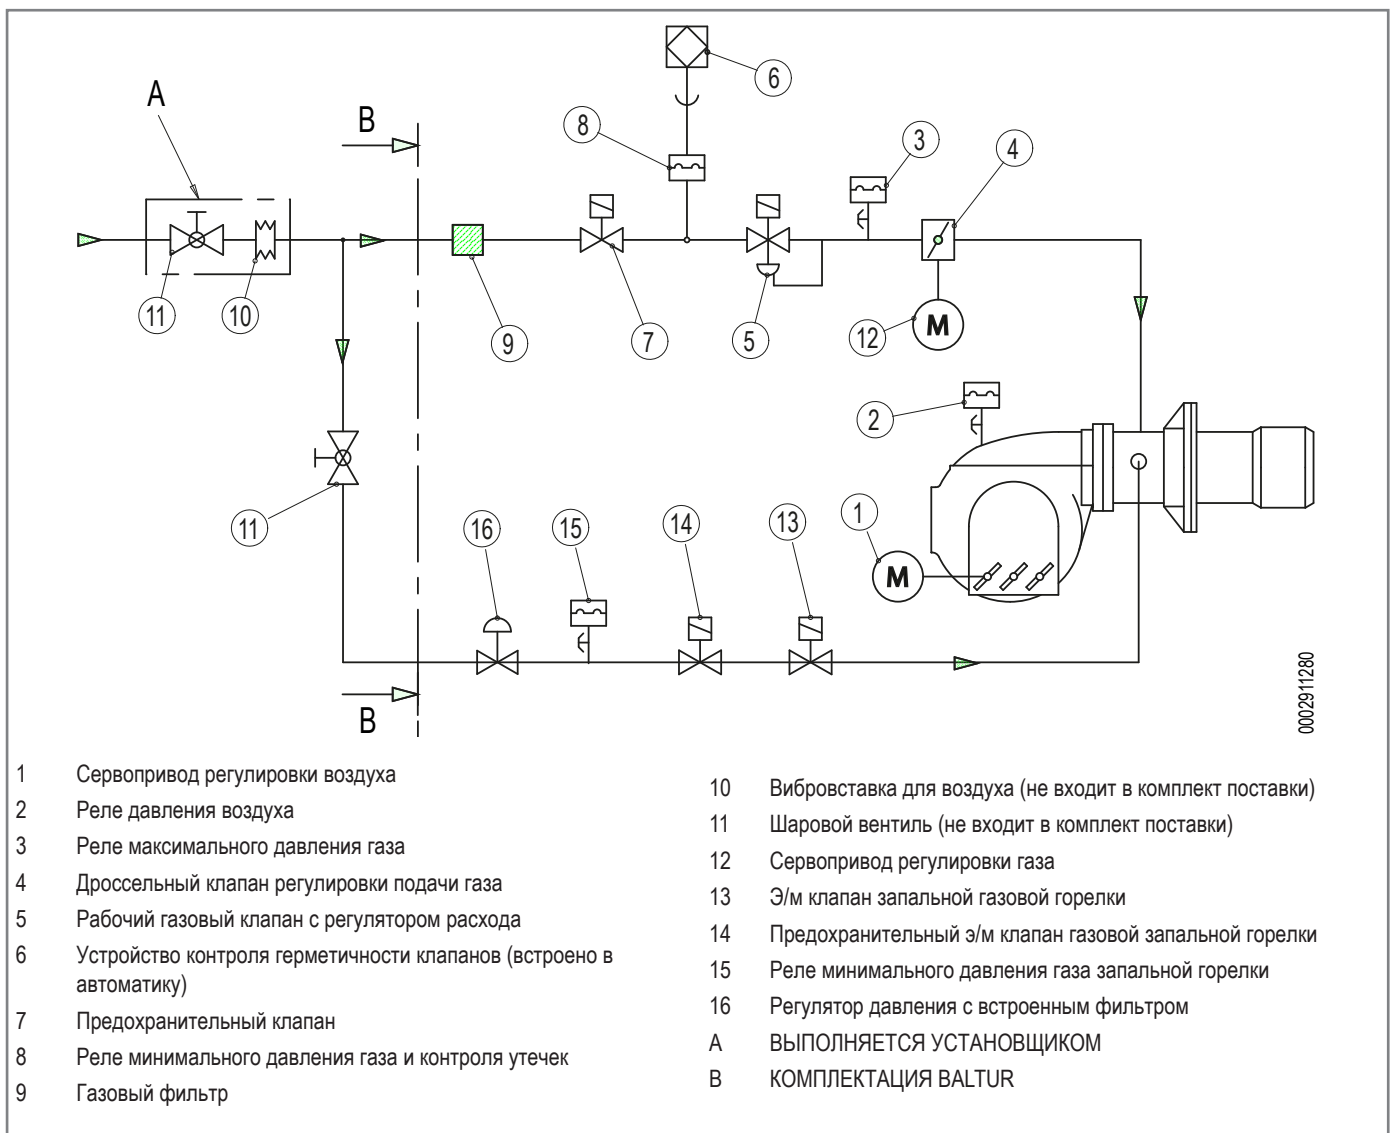 A
B
6
8
3
4
11
10
9
7
5
12
M
2
11
16
15
14
13
1
M
B
0002911280
1 Сервопривод регулировки воздуха
2 Реле давления воздуха
3 Реле максимального давления газа
4 Дроссельный клапан регулировки подачи газа
5 Рабочий газовый клапан с регулятором расхода
6 Устройство контроля герметичности клапанов (встроено в
автоматику)
7 Предохранительный клапан
8 Реле минимального давления газа и контроля утечек
9 Газовый фильтр
10 Вибровставка для воздуха (не входит в комплект поставки)
11 Шаровой вентиль (не входит в комплект поставки)
12 Сервопривод регулировки газа
13 Э/м клапан запальной газовой горелки
14 Предохранительный э/м клапан газовой запальной горелки
15 Реле минимального давления газа запальной горелки
16 Регулятор давления с встроенным фильтром
A ВЫПОЛНЯЕТСЯ УСТАНОВЩИКОМ
B КОМПЛЕКТАЦИЯ BALTUR